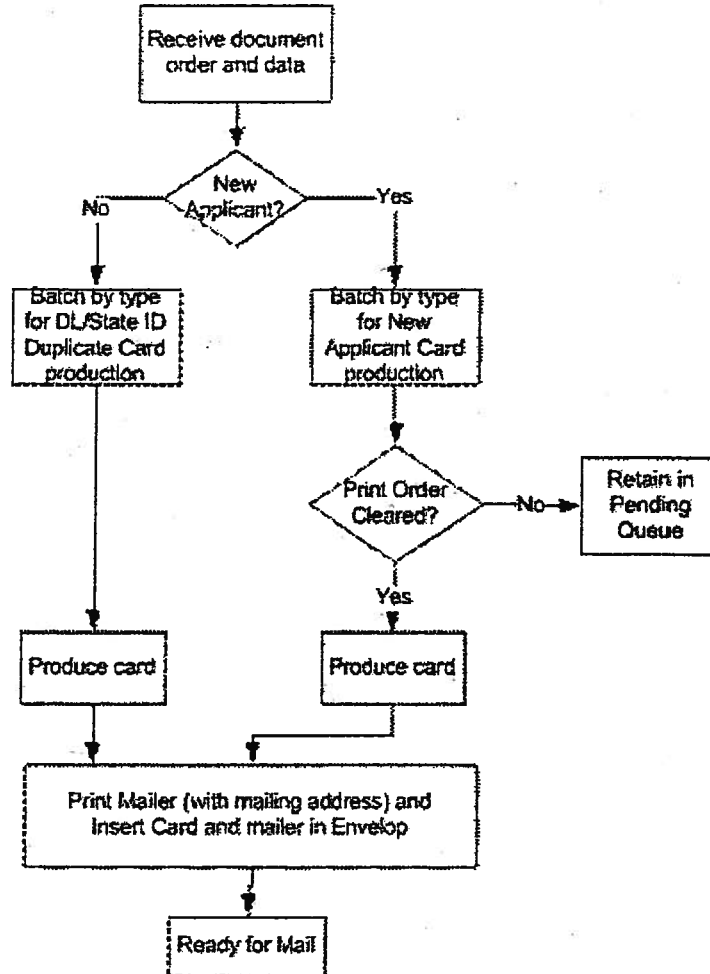 Receive document
order and data
New
Applicant?
No
Yes
Batch by type
for DL/State ID
Duplicate Card
production
Batch by type
for New
Applicant Card
production
Print Order
Cleared?
No
Retain in
Pending
Queue
Yes
Produce card
Produce card
Print Mailer (with mailing address) and
Insert Card and mailer in Envelop
Ready for Mail